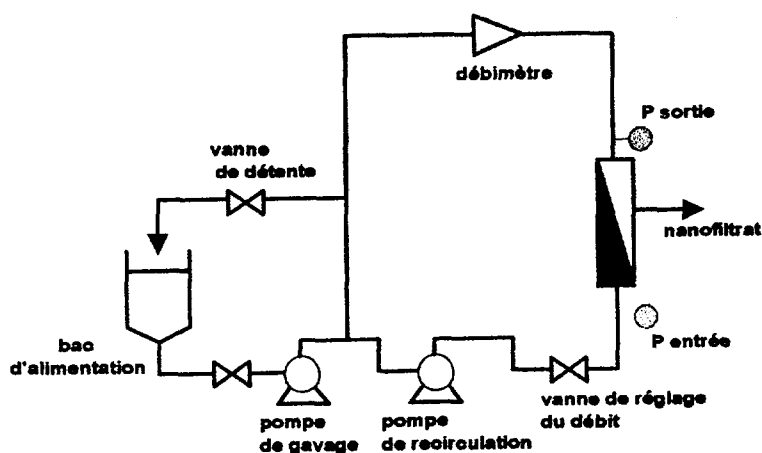 débimètre
P sortie
vanne
de détente
nanofiltrat
bac
d'alimentation
P entrée
vanne de réglage
du débit
pompe
de gavage
pompe
de recirculation